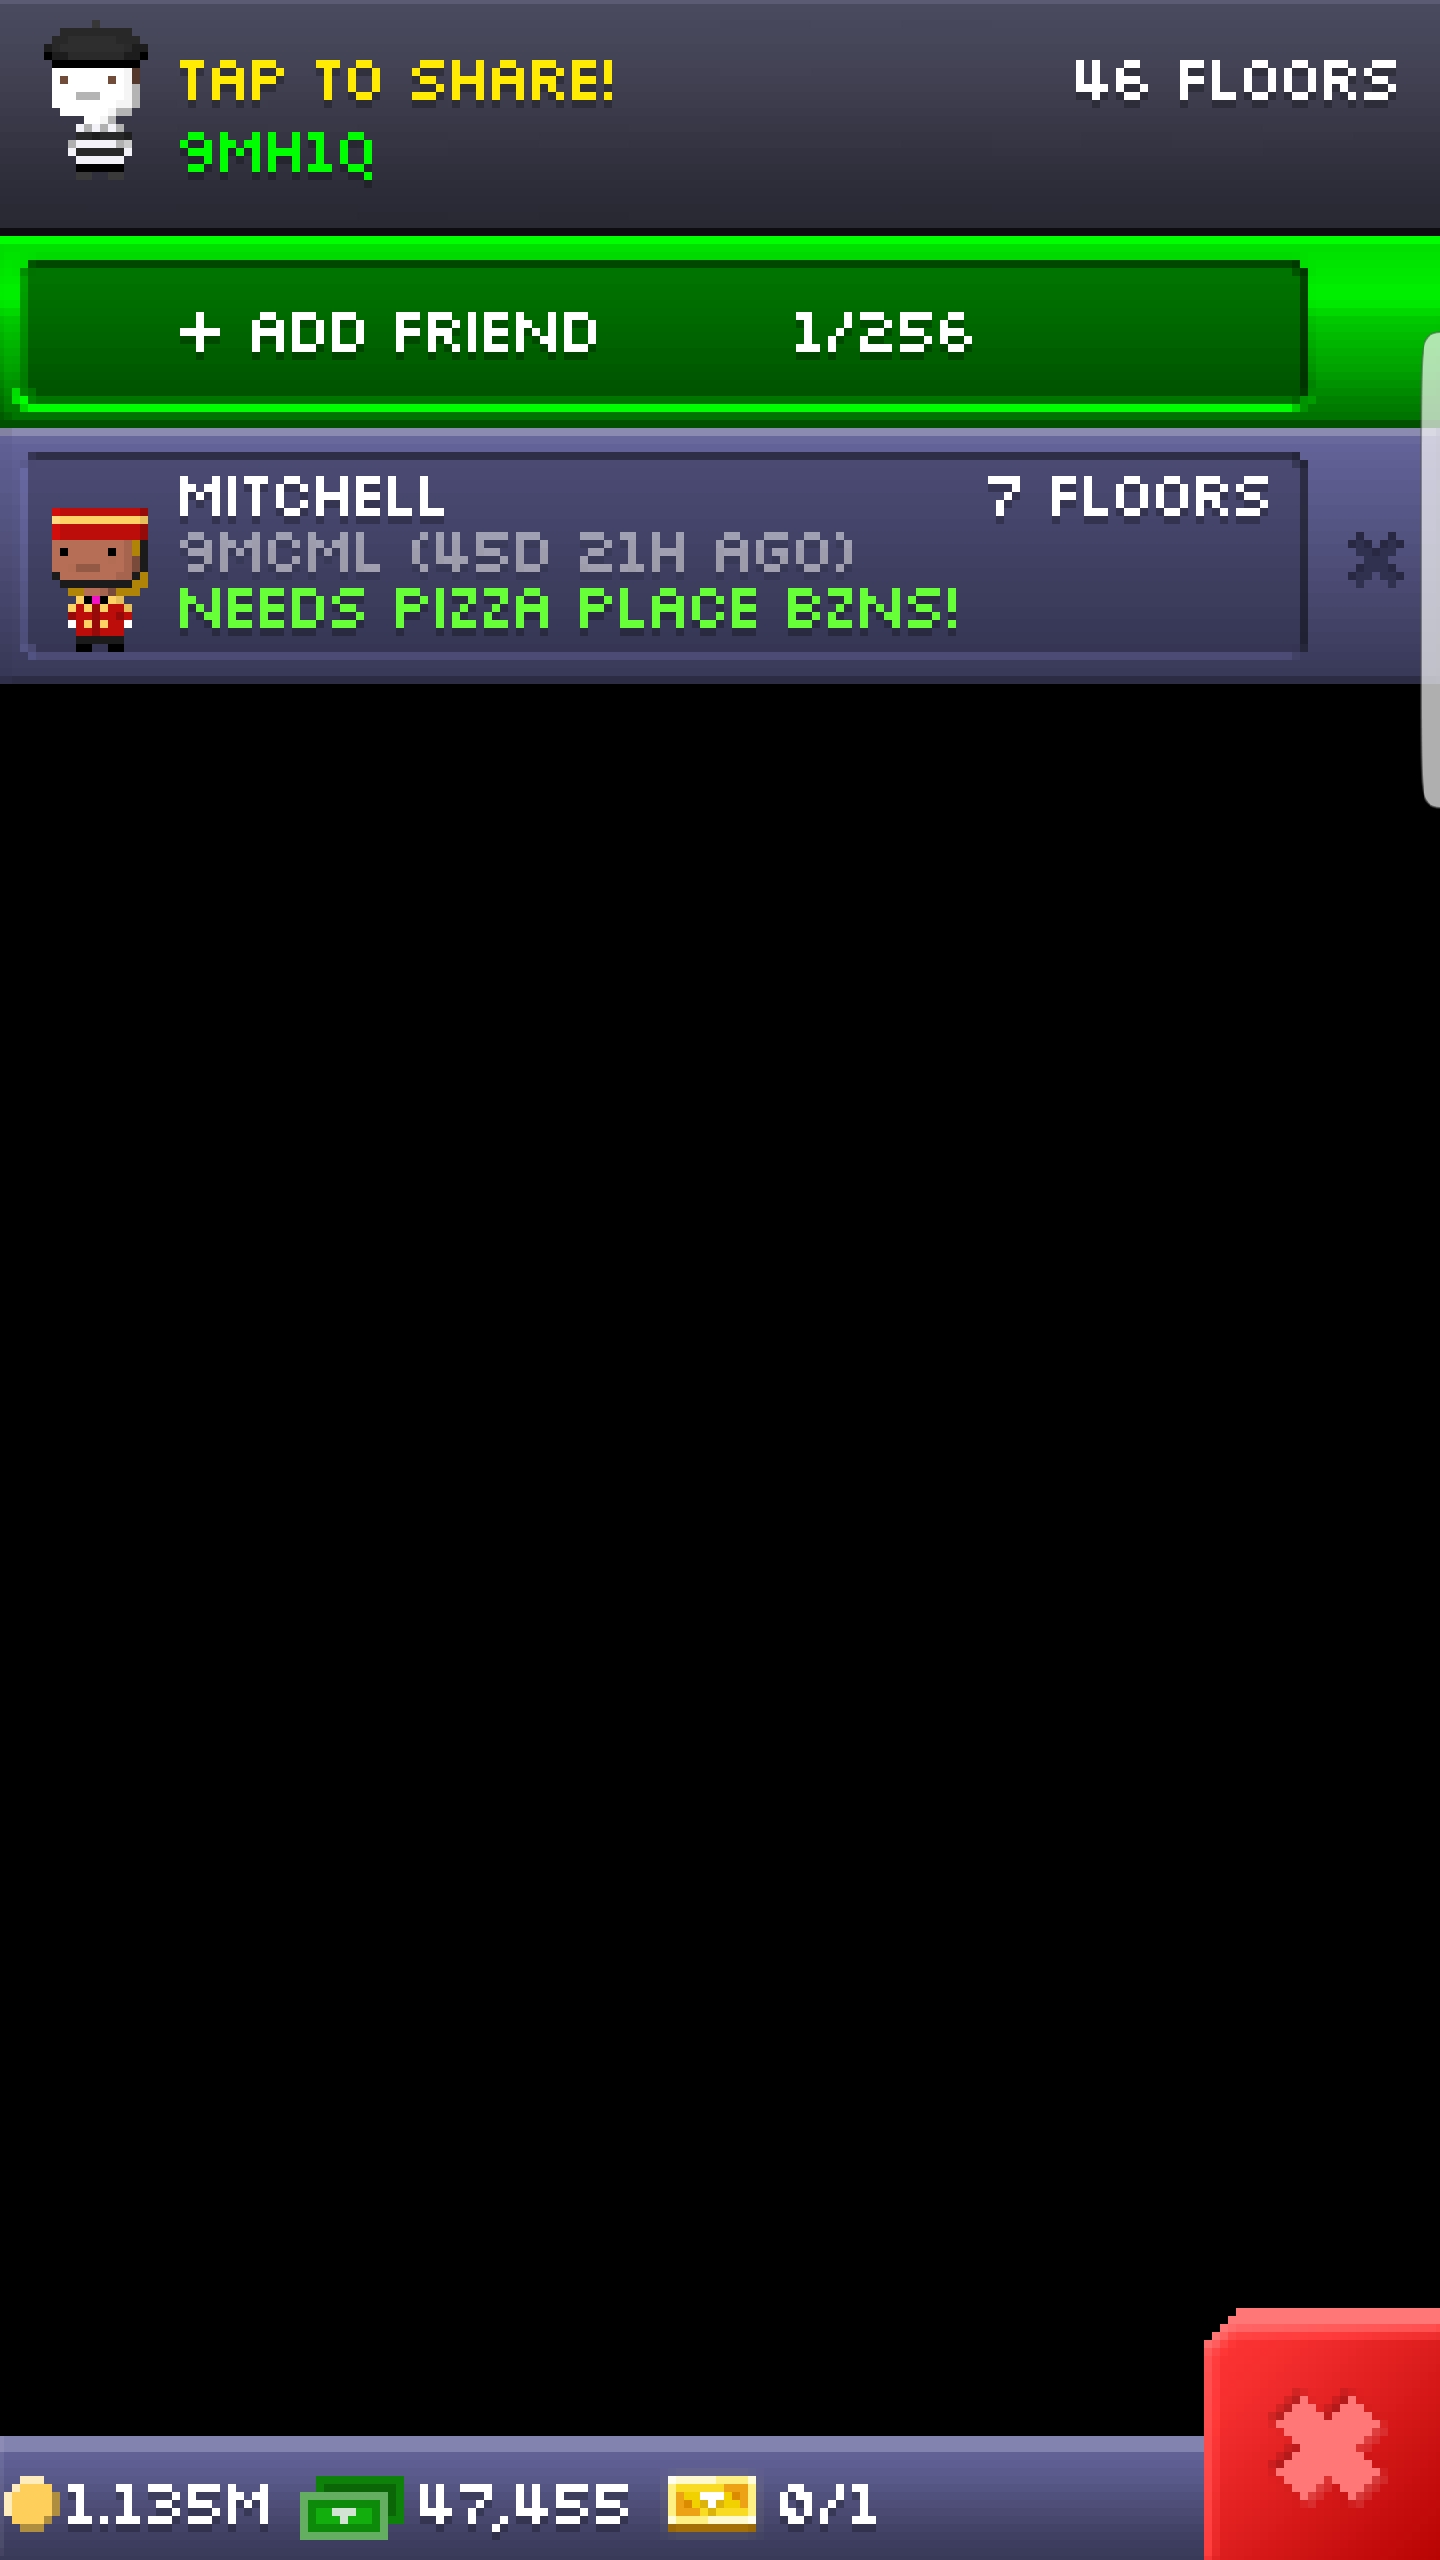 TAP TO SHARE!
46 FLOORS
9MH1Q
+ ADD FRIEND 1/256
MITCHELL
7 FLOORS
9MCML (45D 21H AGO)
NEEDS PIZZA PLACE BZNS!
1.135M 47,455 0/1